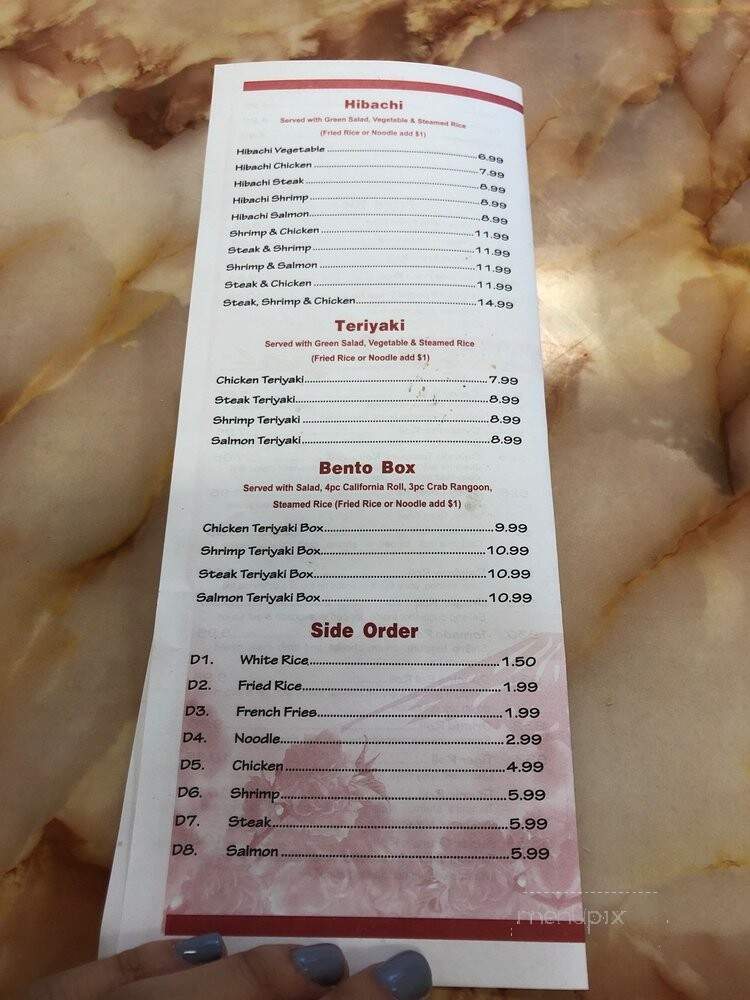 Hibachi
Served with Green Salad, Vegetable & Steamed Rice
(Fried Rice or Noodle add $1)
Hibachi Vegetable 6.99
Hibachi Chicken 7.99
Hibachi Steak 8.99
Hibachi Shrimp 8.99
Hibachi Salmon 8.99
Shrimp & Chicken 11.99
Steak & Shrimp 11.99
Shrimp & Salmon 11.99
Steak & Chicken 11.99
Steak, Shrimp & Chicken 14.99
Teriyaki
Served with Green Salad, Vegetable & Steamed Rice
(Fried Rice or Noodle add $1)
Chicken Teriyaki 7.99
Steak Teriyaki 8.99
Shrimp Teriyaki 8.99
Salmon Teriyaki 8.99
Bento Box
Served with Salad, 4pc California Roll, 3pc Crab Rangoon,
Steamed Rice (Fried Rice or Noodle add $1)
Chicken Teriyaki Box 9.99
Shrimp Teriyaki Box 10.99
Steak Teriyaki Box 10.99
Salmon Teriyaki Box 10.99
Side Order
D1. White Rice 1.50
D2. Fried Rice 1.99
D3. French Fries 1.99
D4. Noodle 2.99
D5. Chicken 4.99
D6. Shrimp 5.99
D7. Steak 5.99
D8. Salmon 5.99
menupix